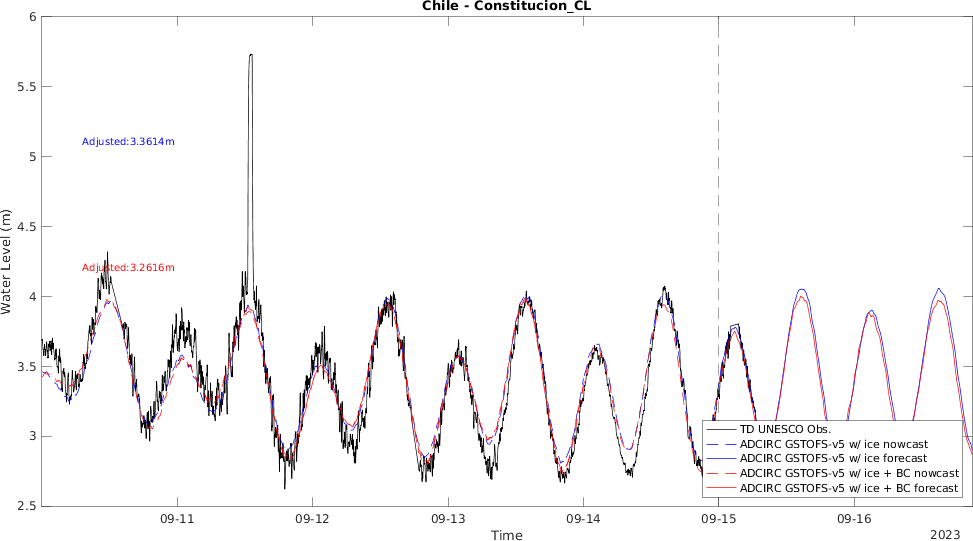 Chile - Constitucion_CL
6
5.5
5
4.5
4
3.5
3
2.5
Water Level (m)
Adjusted:3.3614m
Adjusted:3.2616m
TD UNESCO Obs.
ADCIRC GSTOFS-v5 w/ ice nowcast
ADCIRC GSTOFS-v5 w/ ice forecast
ADCIRC GSTOFS-v5 w/ ice + BC nowcast
ADCIRC GSTOFS-v5 w/ ice + BC forecast
09-11 09-12 09-13 09-14 09-15 09-16
Time
2023